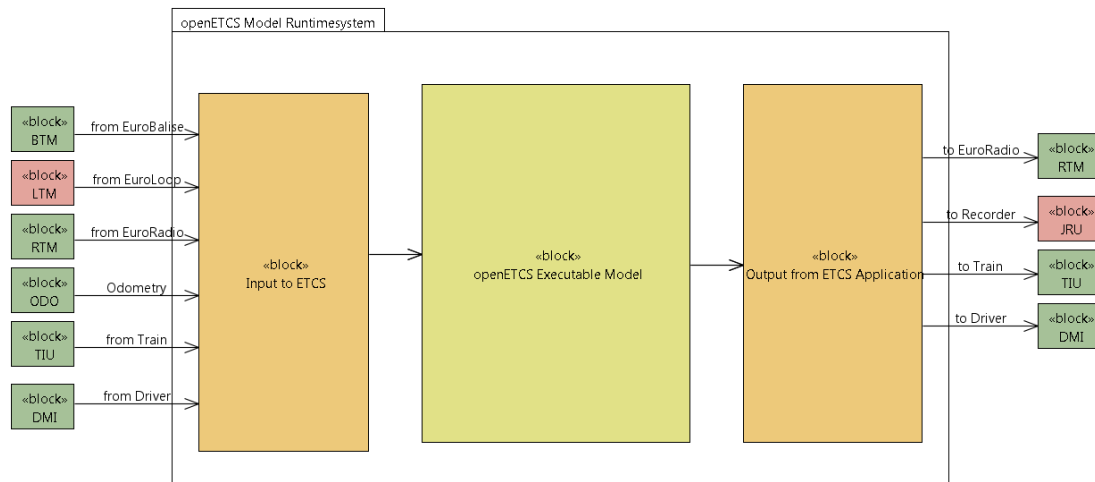 openETCS Model Runtimesystem
«block»
BTM
from EuroBalise
«block»
LTM
from EuroLoop
«block»
RTM
from EuroRadio
«block»
ODO
Odometry
«block»
TIU
from Train
«block»
DMI
from Driver
«block»
Input to ETCS
«block»
openETCS Executable Model
«block»
Output from ETCS Application
to EuroRadio
«block»
RTM
to Recorder
«block»
JRU
to Train
«block»
TIU
to Driver
«block»
DMI